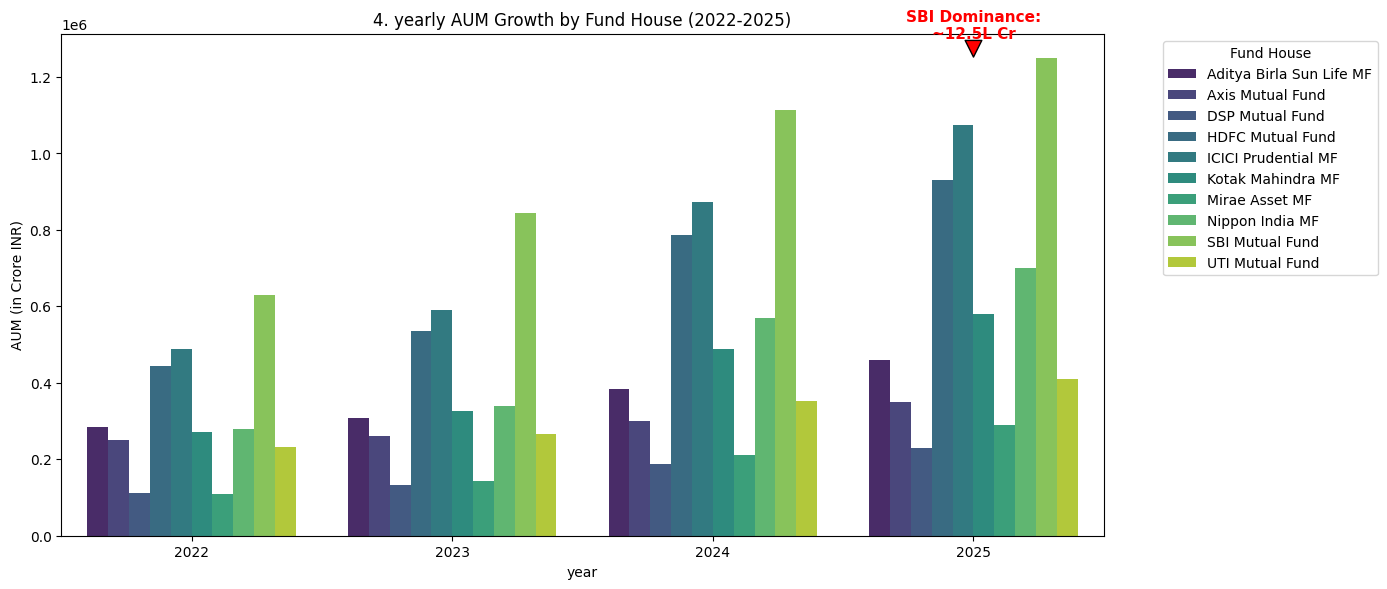 4. yearly AUM Growth by Fund House (2022-2025)
SBI Dominance:
~12.5L Cr
1e6
AUM (in Crore INR)
1.2
1.0
0.8
0.6
0.4
0.2
0.0
2022
2023
2024
2025
year
Fund House
Aditya Birla Sun Life MF
Axis Mutual Fund
DSP Mutual Fund
HDFC Mutual Fund
ICICI Prudential MF
Kotak Mahindra MF
Mirae Asset MF
Nippon India MF
SBI Mutual Fund
UTI Mutual Fund